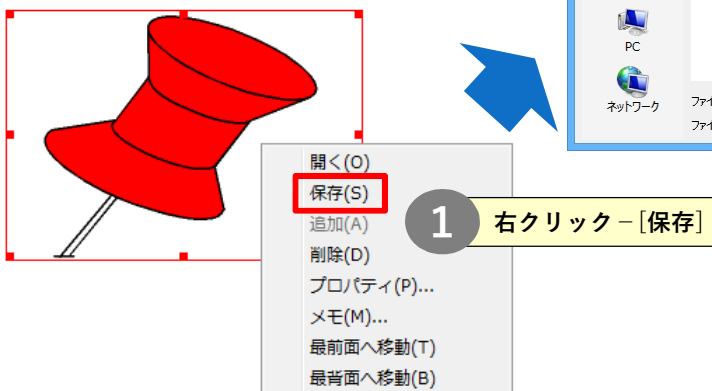 PC
ネットワーク
ファイ
ファイ
開く(O)
保存(S)
追加(A)
削除(D)
プロパティ(P)...
メモ(M)...
最前面へ移動(T)
最背面へ移動(B)
1
右クリック－[保存]